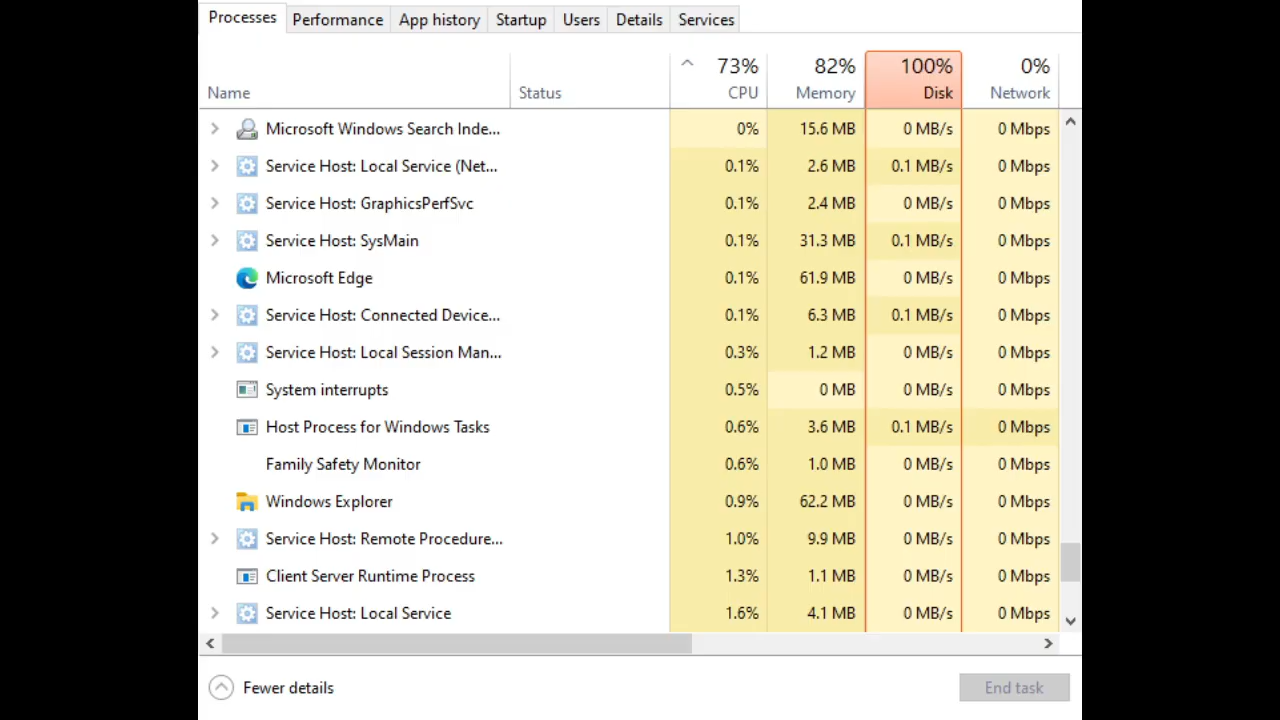 Processes Performance App history Startup Users Details Services
73% 82% 100% 0%
Name Status CPU Memory Disk Network
Microsoft Windows Search Inde... 0% 15.6 MB 0 MB/s 0 Mbps
Service Host: Local Service (Net... 0.1% 2.6 MB 0.1 MB/s 0 Mbps
Service Host: GraphicsPerfSvc 0.1% 2.4 MB 0 MB/s 0 Mbps
Service Host: SysMain 0.1% 31.3 MB 0.1 MB/s 0 Mbps
Microsoft Edge 0.1% 61.9 MB 0 MB/s 0 Mbps
Service Host: Connected Device... 0.1% 6.3 MB 0.1 MB/s 0 Mbps
Service Host: Local Session Man... 0.3% 1.2 MB 0 MB/s 0 Mbps
System interrupts 0.5% 0 MB 0 MB/s 0 Mbps
Host Process for Windows Tasks 0.6% 3.6 MB 0.1 MB/s 0 Mbps
Family Safety Monitor 0.6% 1.0 MB 0 MB/s 0 Mbps
Windows Explorer 0.9% 62.2 MB 0 MB/s 0 Mbps
Service Host: Remote Procedure... 1.0% 9.9 MB 0 MB/s 0 Mbps
Client Server Runtime Process 1.3% 1.1 MB 0 MB/s 0 Mbps
Service Host: Local Service 1.6% 4.1 MB 0 MB/s 0 Mbps
Fewer details End task